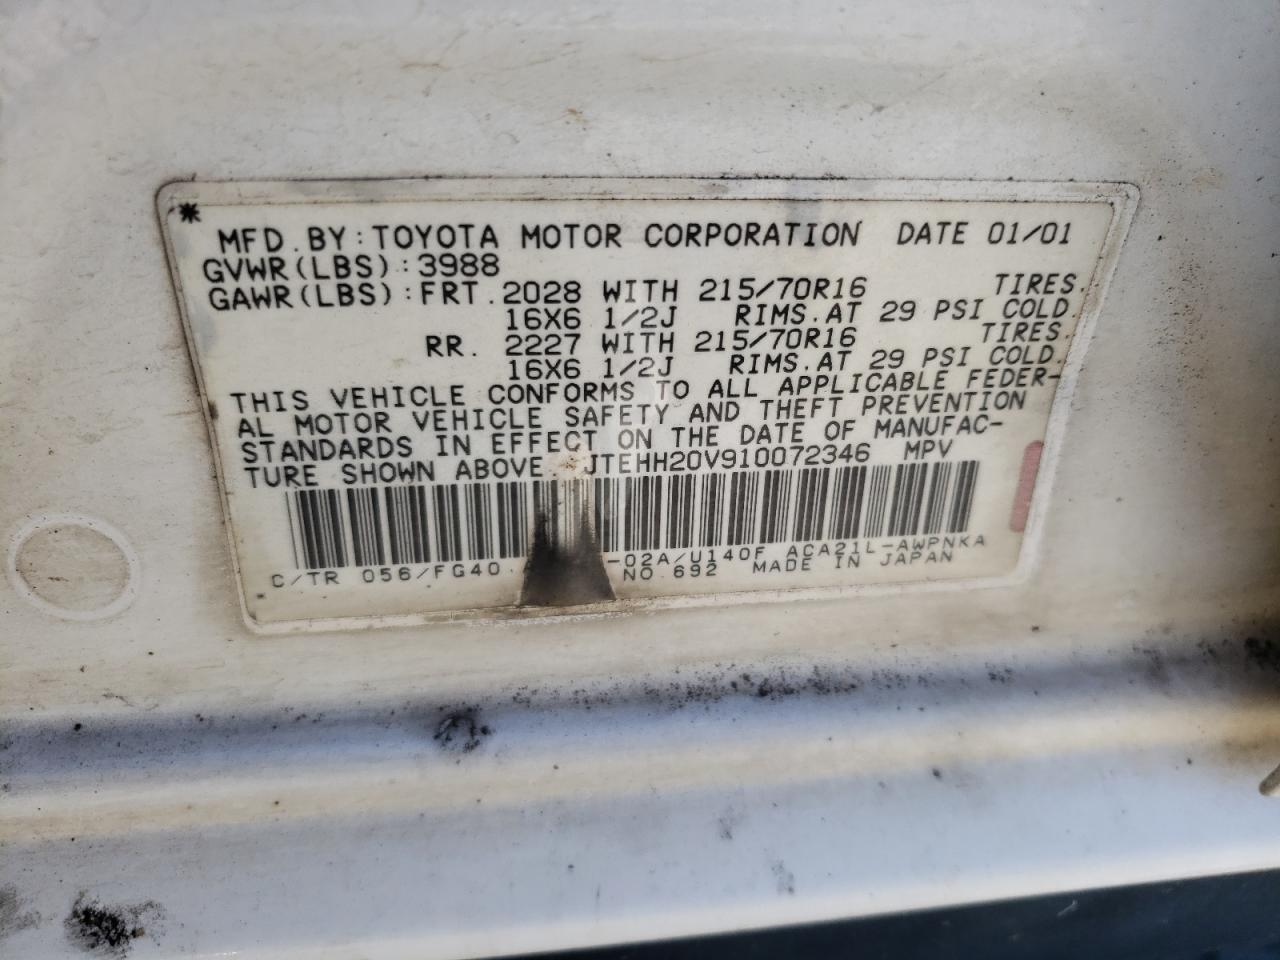 *
MFD. BY: TOYOTA MOTOR CORPORATION DATE 01/01
GVWR(LBS): 3988
GAWR(LBS): FRT. 2028 WITH 215/70R16 TIRES.
16X6 1/2J RIMS. AT 29 PSI COLD.
RR. 2227 WITH 215/70R16 TIRES.
16X6 1/2J RIMS. AT 29 PSI COLD.
THIS VEHICLE CONFORMS TO ALL APPLICABLE FEDER-
AL MOTOR VEHICLE SAFETY AND THEFT PREVENTION
STANDARDS IN EFFECT ON THE DATE OF MANUFAC-
TURE SHOWN ABOVE. JTEHH20V910072346 MPV
C/TR 056/FG40 -02A/U140F ACA21L-AWPNKA
NO. 692 MADE IN JAPAN